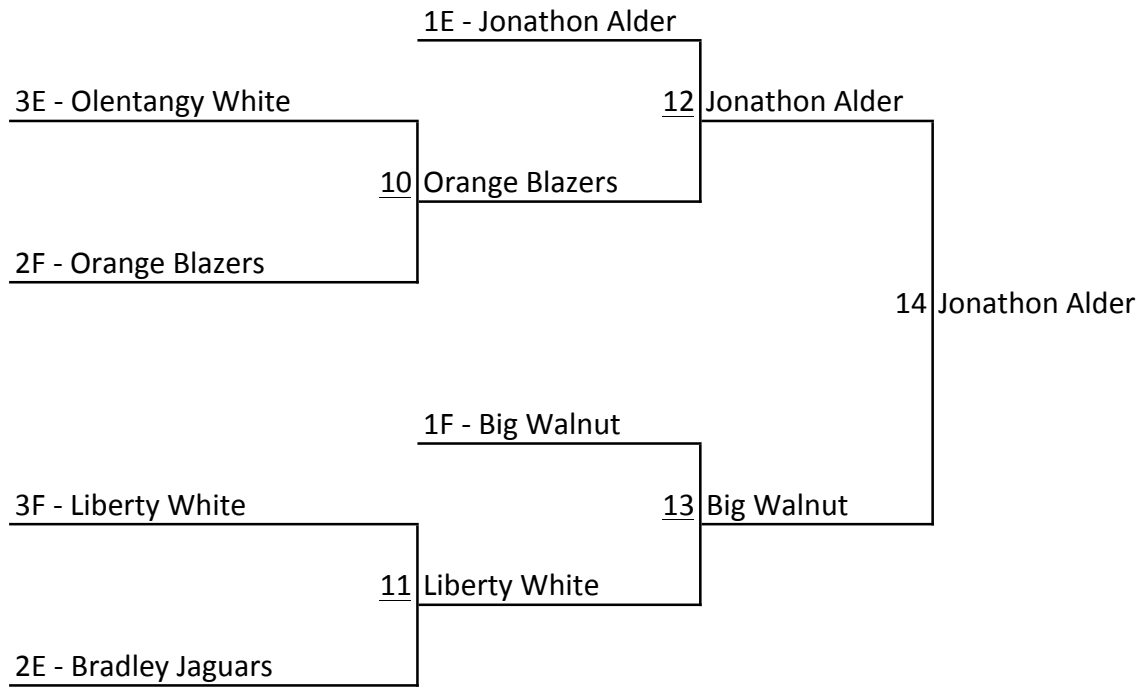 1E - Jonathon Alder
3E - Olentangy White
12 Jonathon Alder
10 Orange Blazers
2F - Orange Blazers
14 Jonathon Alder
1F - Big Walnut
3F - Liberty White
13 Big Walnut
11 Liberty White
2E - Bradley Jaguars